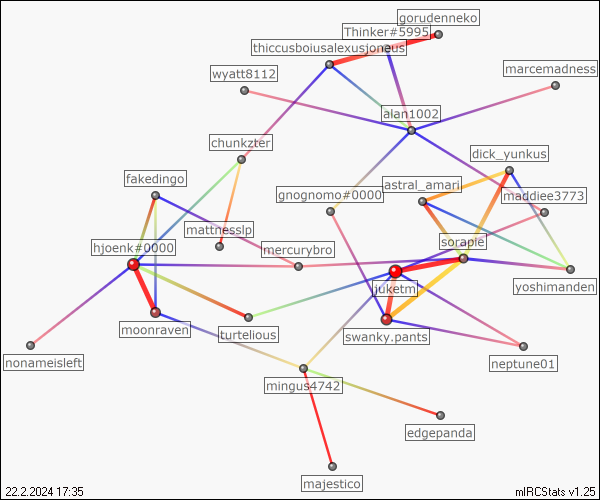 gorudenneko
Thinker#5995
thiccusboiusalexusjoneus
wyatt8112
marcemadness
alan1002
chunkzter
dick_yunkus
fakedingo
astral_amari
gnognomo#0000
maddiee3773
mattnesslp
hjoenk#0000
mercurybro
sorapie
juketm
yoshimanden
moonraven
turtelious
swanky.pants
nonameisleft
neptune01
mingus4742
edgepanda
majestico
22.2.2024 17:35
mIRCStats v1.25